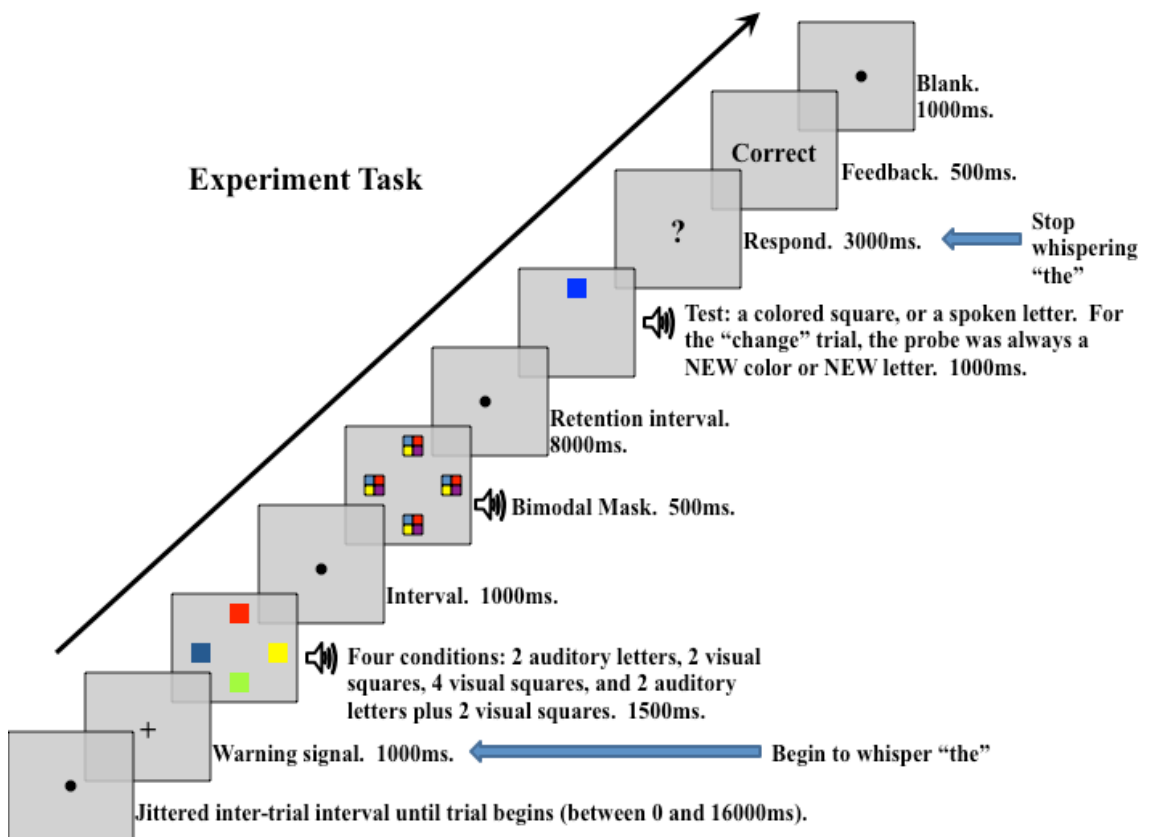 Blank.
1000ms.
Correct
Experiment Task
Feedback.  500ms.
?
Respond.  3000ms.
Stop
whispering
“the”
Test: a colored square, or a spoken letter.  For
the “change” trial, the probe was always a
NEW color or NEW letter.  1000ms.
Retention interval.
8000ms.
Bimodal Mask.  500ms.
Interval.  1000ms.
Four conditions: 2 auditory letters, 2 visual
squares, 4 visual squares, and 2 auditory
letters plus 2 visual squares.  1500ms.
+
Warning signal.  1000ms.
Begin to whisper “the”
Jittered inter-trial interval until trial begins (between 0 and 16000ms).